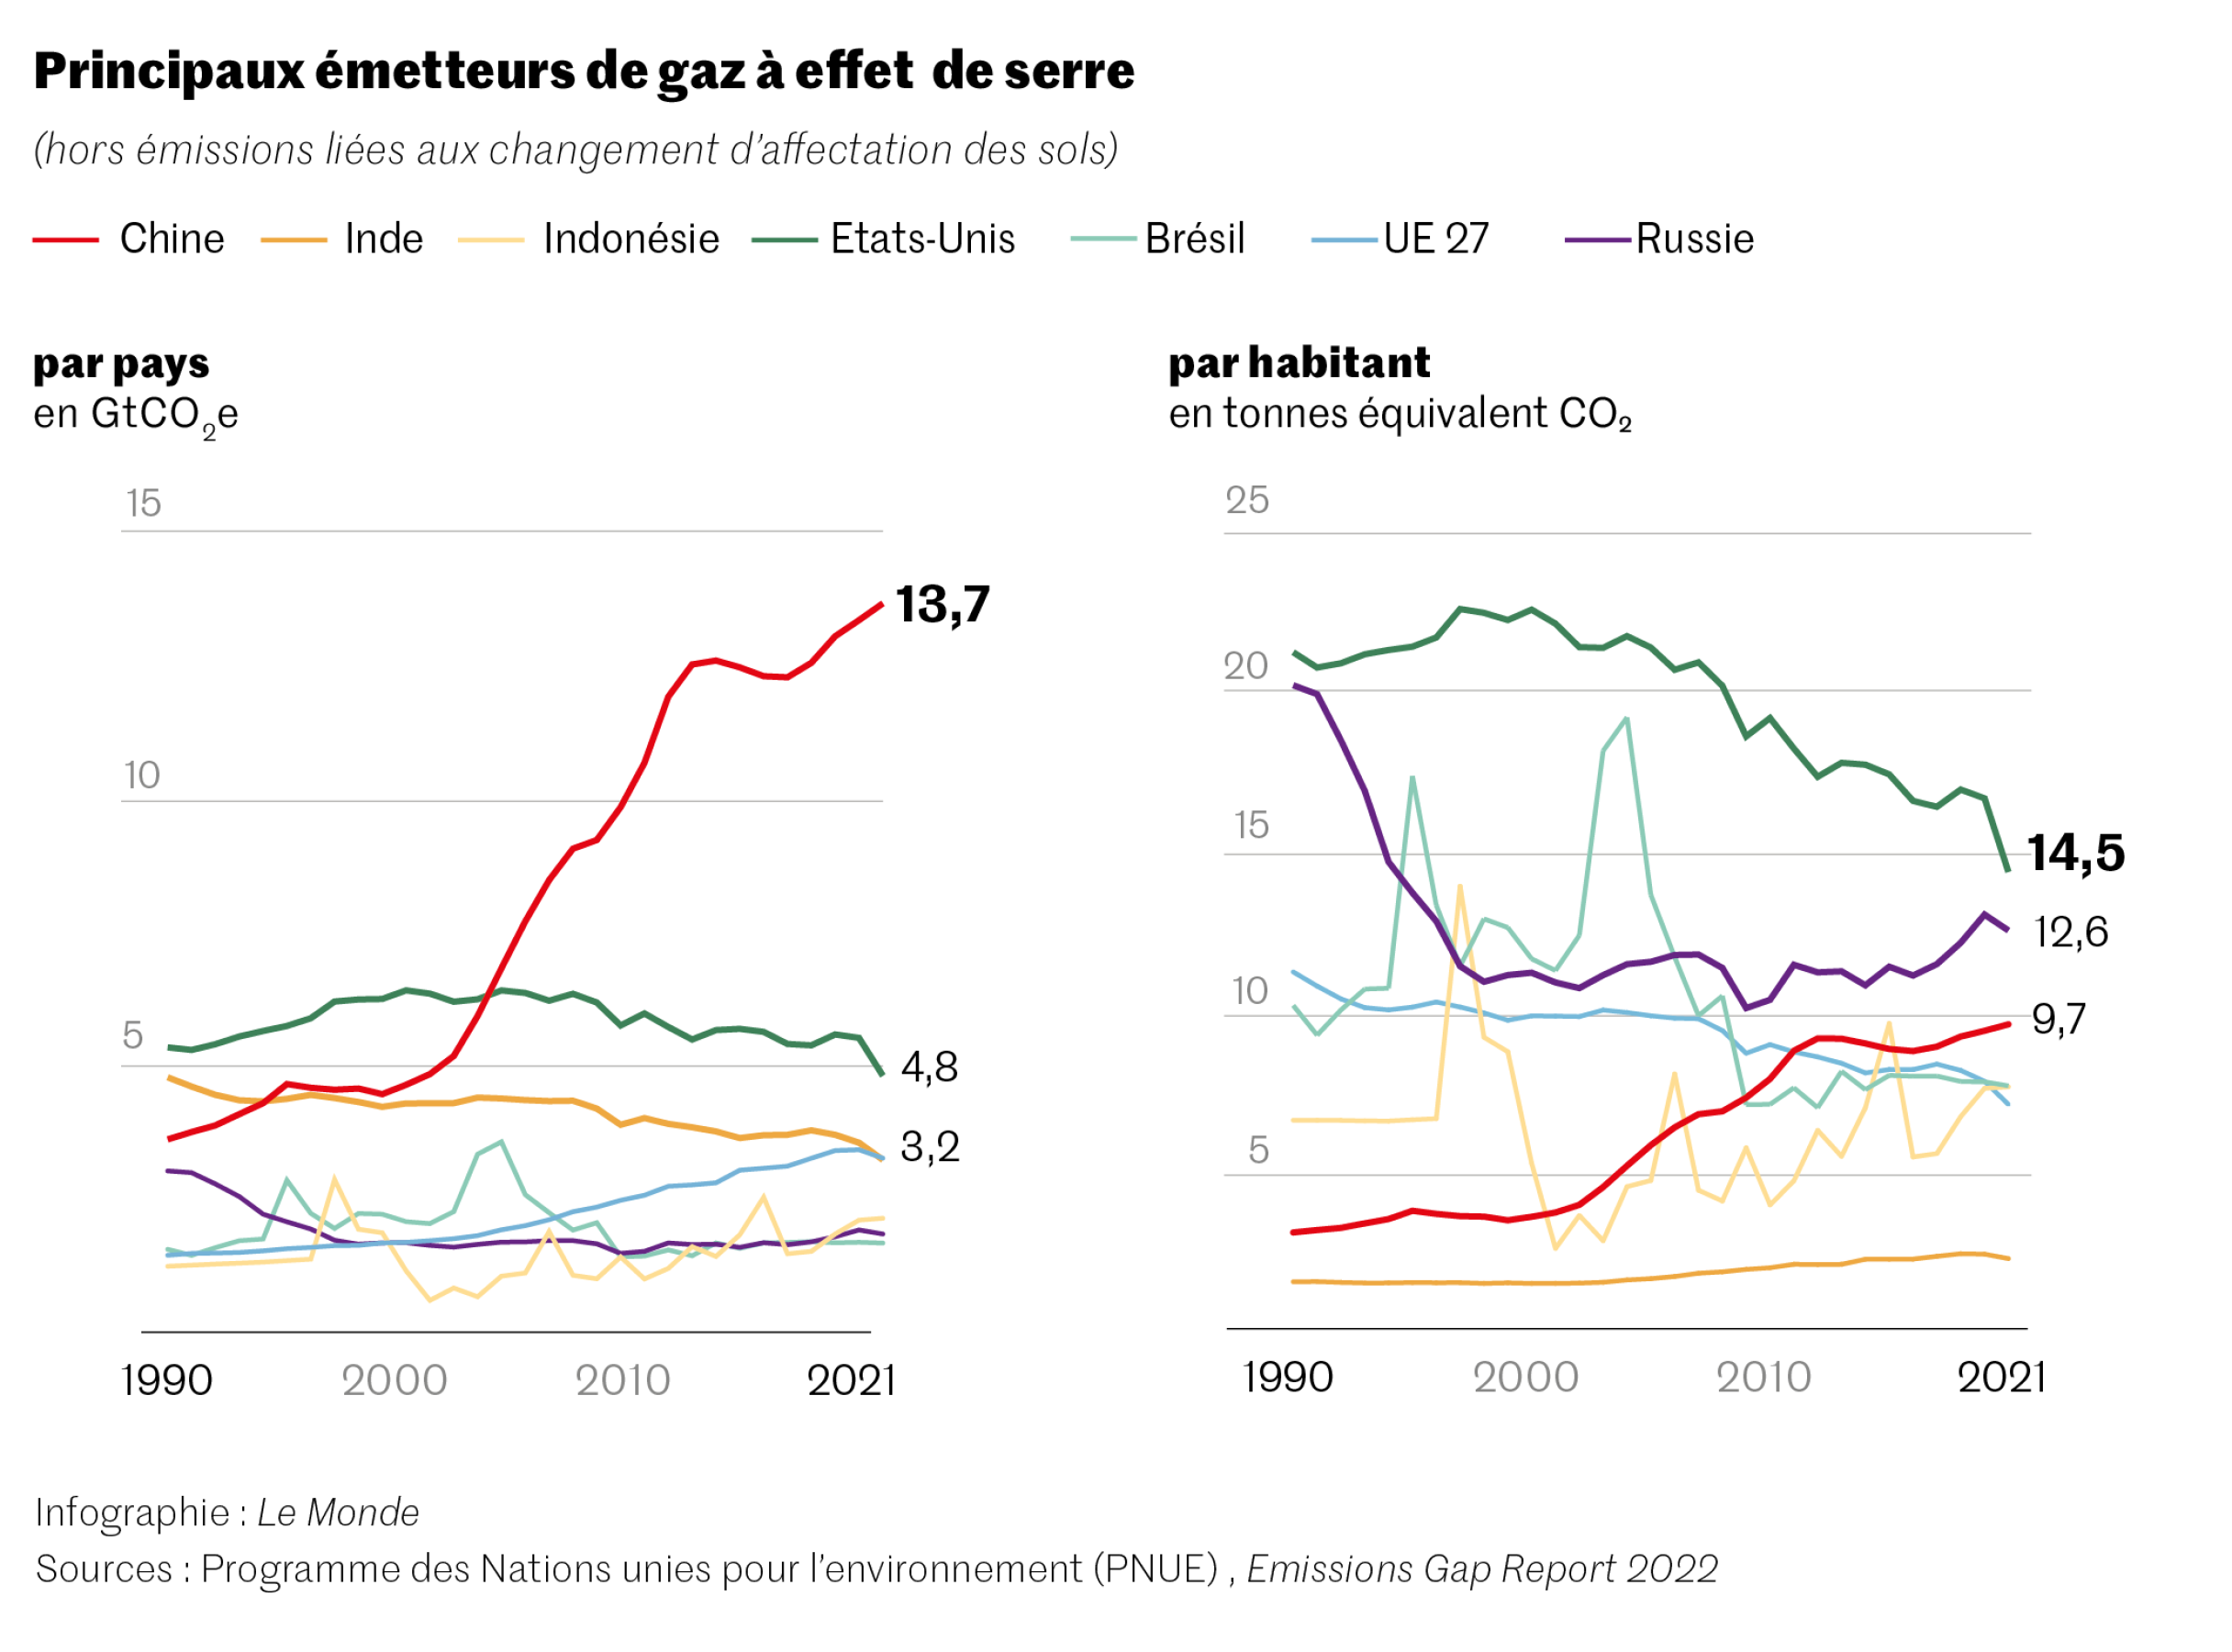 Principaux émetteurs de gaz à effet de serre
(hors émissions liées aux changement d’affectation des sols)
Chine Inde Indonésie Etats-Unis Brésil UE 27 Russie
par pays
en GtCO₂e
15
10
5
13,7
4,8
3,2
1990 2000 2010 2021
par habitant
en tonnes équivalent CO₂
25
20
15
10
5
14,5
12,6
9,7
1990 2000 2010 2021
Infographie : Le Monde
Sources : Programme des Nations unies pour l’environnement (PNUE) , Emissions Gap Report 2022